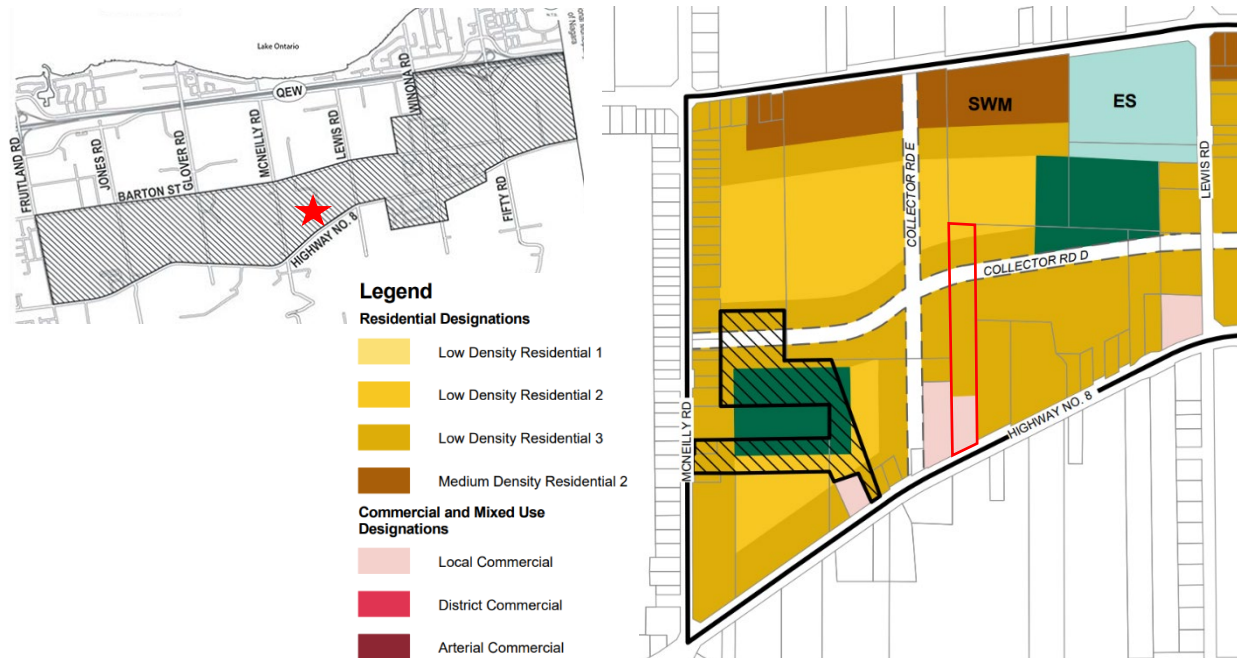 Lake Ontario
of Niagara
QEW
WINONA RD
FRUITLAND RD
JONES RD
GLOVER RD
MCNEILLY RD
LEWIS RD
BARTON ST
FIFTY RD
HIGHWAY NO. 8
Legend
Residential Designations
Low Density Residential 1
Low Density Residential 2
Low Density Residential 3
Medium Density Residential 2
Commercial and Mixed Use
Designations
Local Commercial
District Commercial
Arterial Commercial
SWM
ES
COLLECTOR RD E
LEWIS RD
COLLECTOR RD D
MCNEILLY RD
HIGHWAY NO. 8